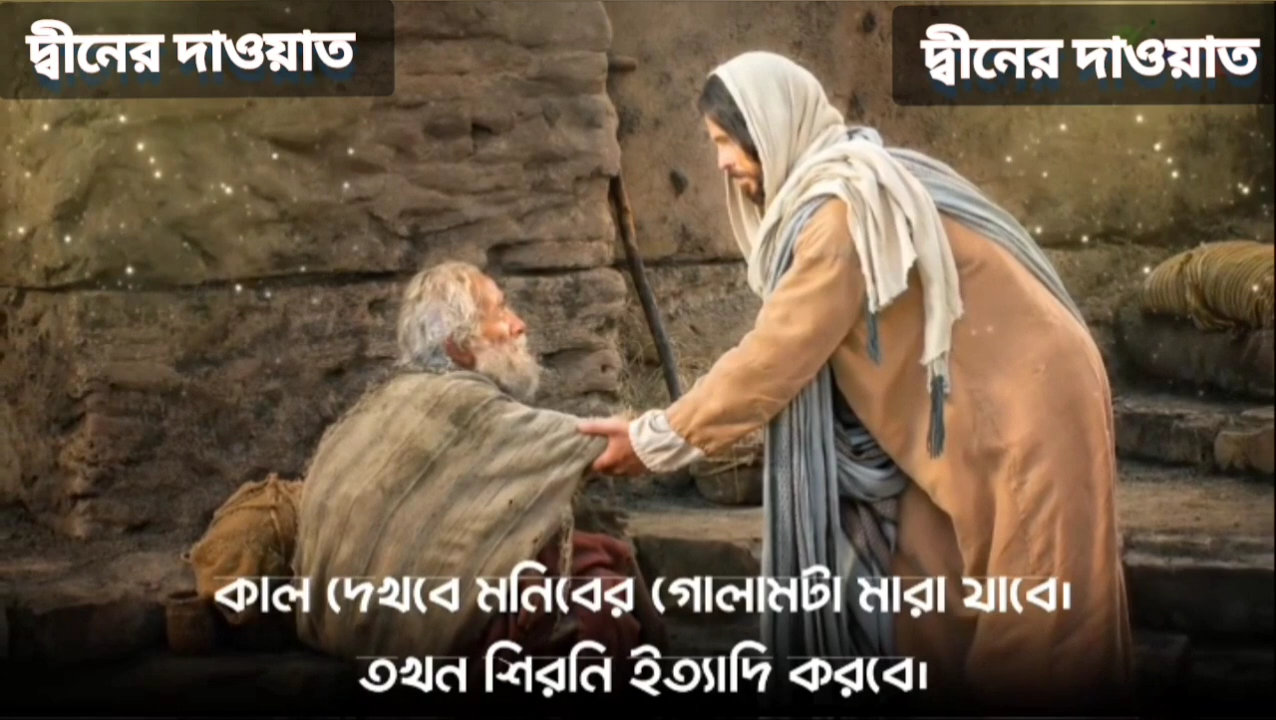 দ্বীনের দাওয়াত
দ্বীনের দাওয়াত
কাল দেখবে মনিবের গোলামটা মারা যাবে।
তখন শিরনি ইত্যাদি করবে।